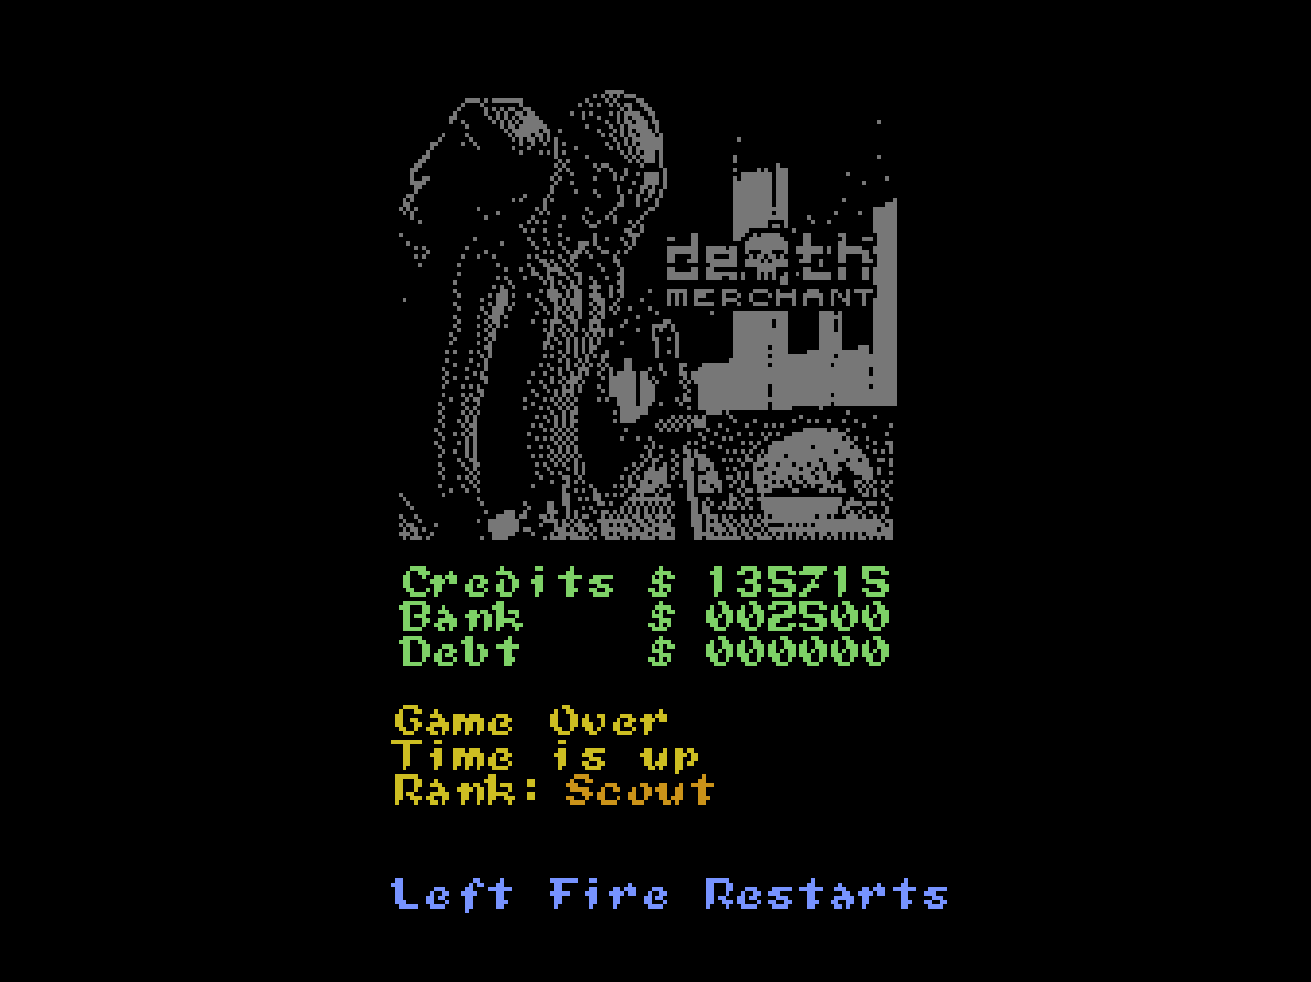 death
MERCHANT
Credits $ 135715
Bank $ 002500
Debt $ 000000
Game Over
Time is up
Rank: Scout
Left Fire Restarts